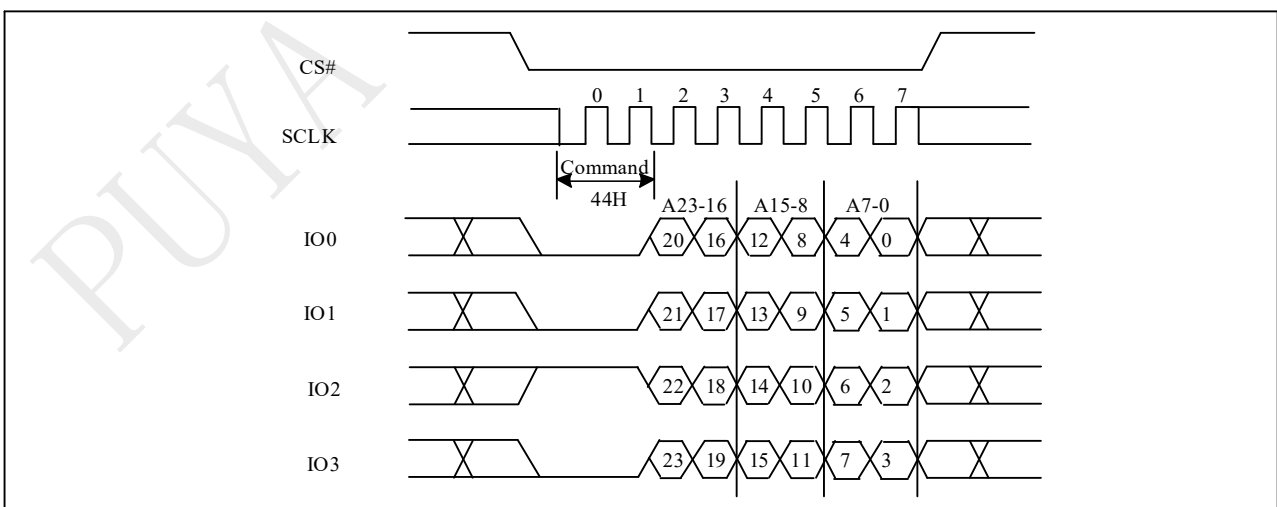 PUYA
CS#
0 1 2 3 4 5 6 7
SCLK
Command
44H
A23-16 A15-8 A7-0
IO0 20 16 12 8 4 0
IO1 21 17 13 9 5 1
IO2 22 18 14 10 6 2
IO3 23 19 15 11 7 3